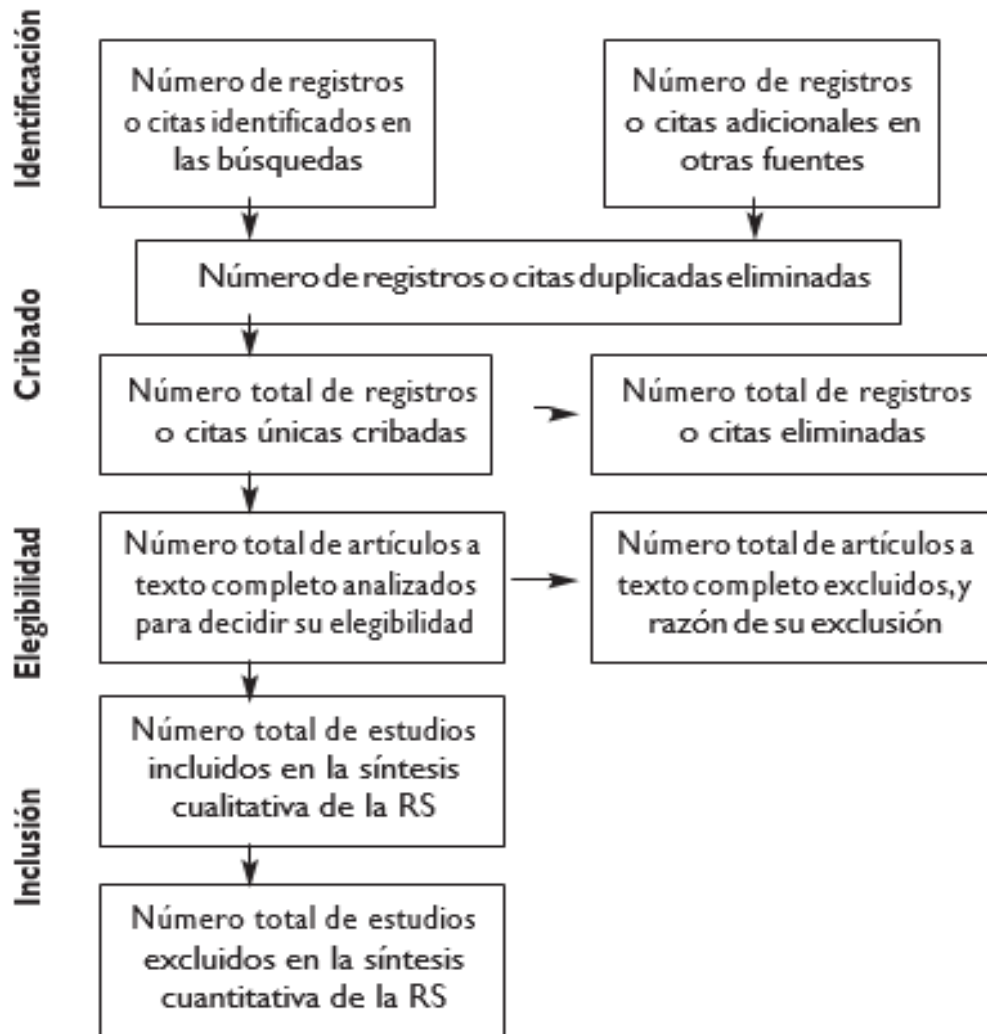 Identificación
Número de registros
o citas identificados en
las búsquedas
Número de registros
o citas adicionales en
otras fuentes
Número de registros o citas duplicadas eliminadas
Cribado
Número total de registros
o citas únicas cribadas
Número total de registros
o citas eliminadas
Elegibilidad
Número total de artículos a
texto completo analizados
para decidir su elegibilidad
Número total de artículos a
texto completo excluidos, y
razón de su exclusión
Inclusión
Número total de estudios
incluidos en la síntesis
cualitativa de la RS
Número total de estudios
excluidos en la síntesis
cuantitativa de la RS